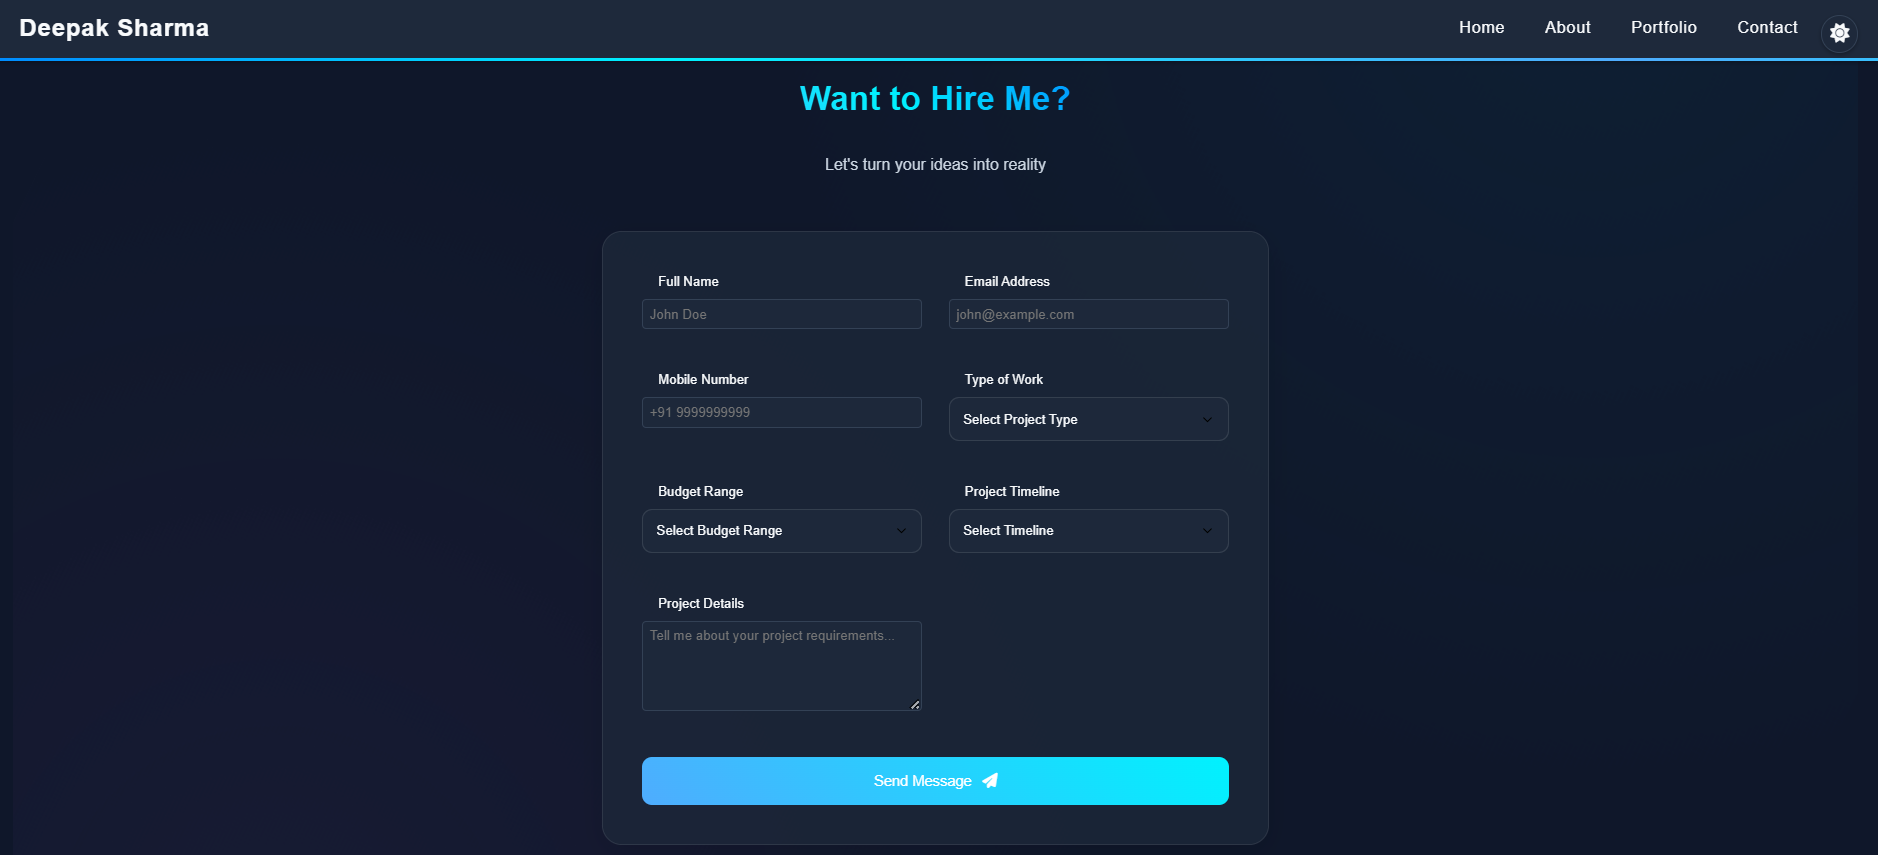 Deepak Sharma
Home About Portfolio Contact
Want to Hire Me?
Let's turn your ideas into reality
Full Name Email Address
John Doe john@example.com
Mobile Number Type of Work
+91 9999999999 Select Project Type
Budget Range Project Timeline
Select Budget Range Select Timeline
Project Details
Tell me about your project requirements...
Send Message